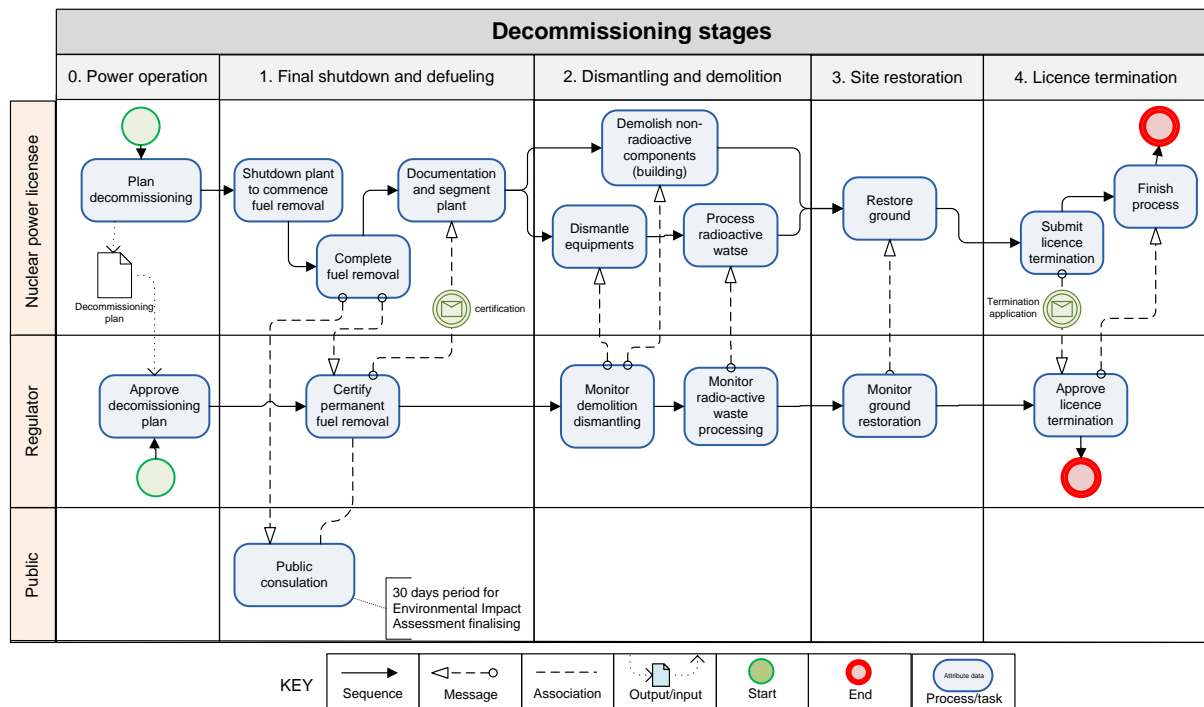 Decommissioning stages
0. Power operation
1. Final shutdown and defueling
2. Dismantling and demolition
3. Site restoration
4. Licence termination
Nuclear power licensee
Plan
decommissioning
Decommissioning
plan
Shutdown plant
to commence
fuel removal
Complete
fuel removal
Documentation
and segment
plant
certification
Demolish non-
radioactive
components
(building)
Dismantle
equipments
Process
radioactive
watse
Restore
ground
Submit
licence
termination
Termination
application
Finish
process
Regulator
Approve
decomissioning
plan
Certify
permanent
fuel removal
Monitor
demolition
dismantling
Monitor
radio-active
waste
processing
Monitor
ground
restoration
Approve
licence
termination
Public
Public
consulation
30 days period for
Environmental Impact
Assessment finalising
KEY
Sequence
Message
Association
Output/input
Start
End
Attribute data
Process/task